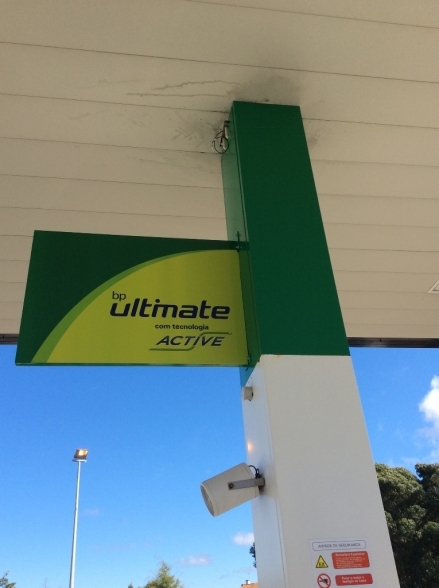 bp
ultimate
com tecnologia
ACTIVE
AVISOS DE SEGURANÇA